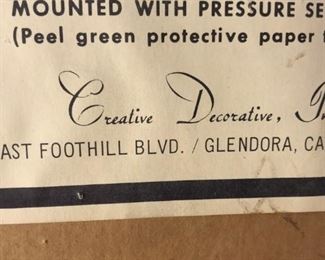 MOUNTED WITH PRESSURE SE
(Peel green protective paper
Creative Decorative,
AST FOOTHILL BLVD. / GLENDORA, CA